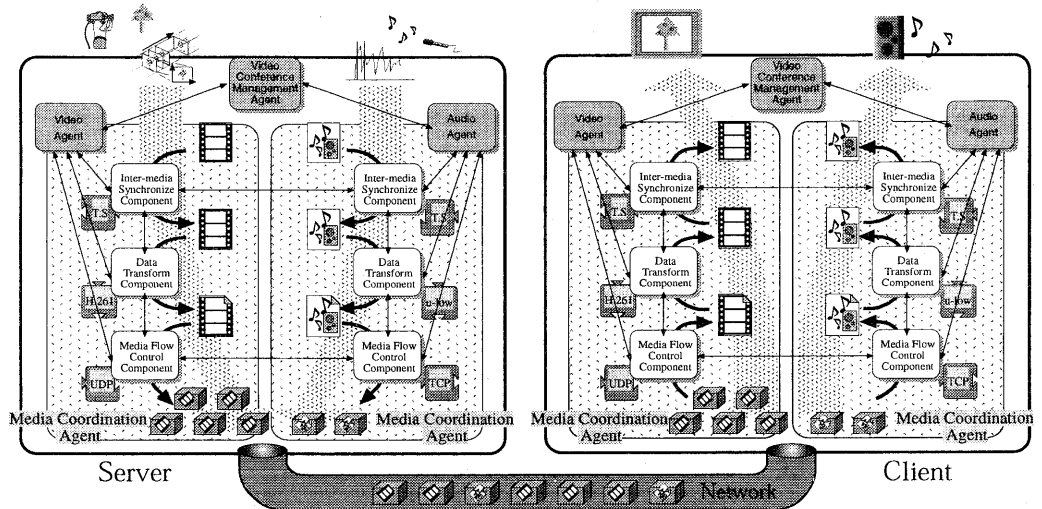 Video
Conference
Management
Agent
Video
Agent
Audio
Agent
Inter-media
Synchronize
Component
Inter-media
Synchronize
Component
T.S
T.S
Data
Transform
Component
Data
Transform
Component
H.261
u-low
Media Flow
Control
Component
Media Flow
Control
Component
UDP
TCP
Media Coordination
Agent
Media Coordination
Agent
Server
Video
Conference
Management
Agent
Video
Agent
Audio
Agent
Inter-media
Synchronize
Component
Inter-media
Synchronize
Component
T.S
T.S
Data
Transform
Component
Data
Transform
Component
H.261
u-low
Media Flow
Control
Component
Media Flow
Control
Component
UDP
TCP
Media Coordination
Agent
Media Coordination
Agent
Client
Network